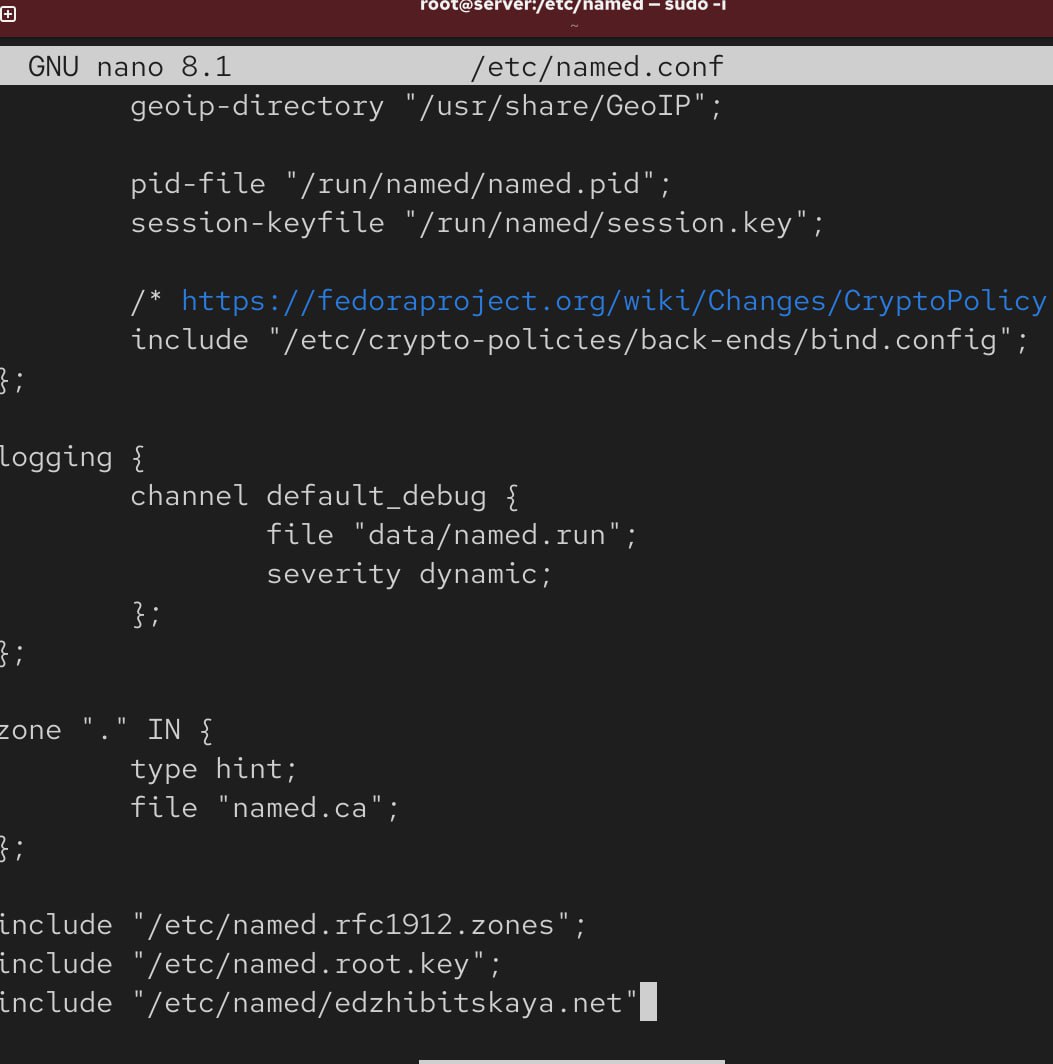 root@server:/etc/named — sudo -i
~
GNU nano 8.1 /etc/named.conf
geoip-directory "/usr/share/GeoIP";
pid-file "/run/named/named.pid";
session-keyfile "/run/named/session.key";
/* https://fedoraproject.org/wiki/Changes/CryptoPolicy
include "/etc/crypto-policies/back-ends/bind.config";
};
logging {
channel default_debug {
file "data/named.run";
severity dynamic;
};
};
zone "." IN {
type hint;
file "named.ca";
};
include "/etc/named.rfc1912.zones";
include "/etc/named.root.key";
include "/etc/named/edzhibitskaya.net"